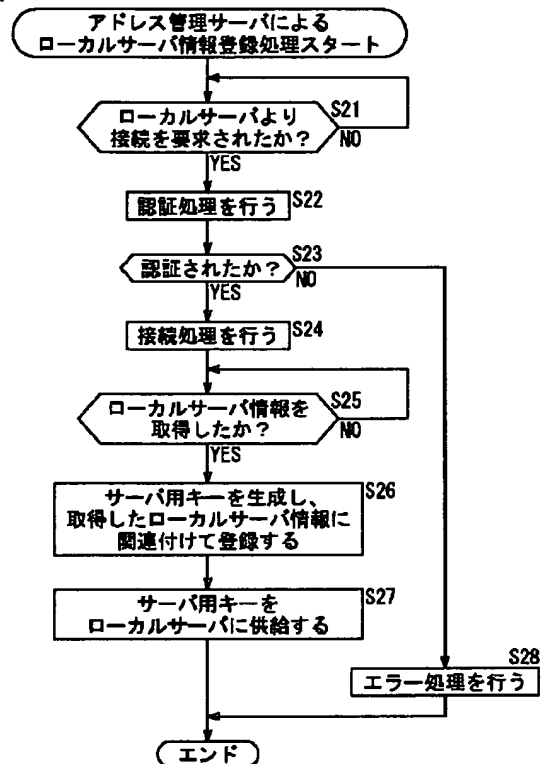 アドレス管理サーバによる
ローカルサーバ情報登録処理スタート
S21
ローカルサーバより
接続を要求されたか?
NO
YES
認証処理を行う
S22
S23
認証されたか?
NO
YES
接続処理を行う
S24
ローカルサーバ情報を
取得したか?
S25
NO
YES
サーバ用キーを生成し、
取得したローカルサーバ情報に
関連付けて登録する
S26
サーバ用キーを
ローカルサーバに供給する
S27
S28
エラー処理を行う
エンド